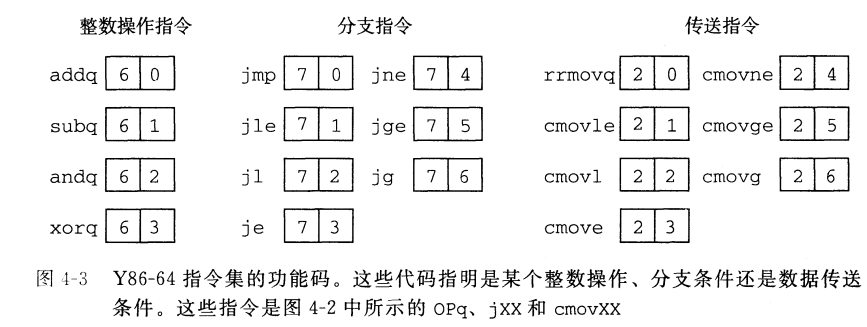 整数操作指令 分支指令 传送指令
addq 6 0 jmp 7 0 jne 7 4 rrmovq 2 0 cmovne 2 4
subq 6 1 jle 7 1 jge 7 5 cmovle 2 1 cmovge 2 5
andq 6 2 jl 7 2 jg 7 6 cmovl 2 2 cmovg 2 6
xorq 6 3 je 7 3 cmove 2 3
图 4-3 Y86-64 指令集的功能码。这些代码指明是某个整数操作、分支条件还是数据传送
条件。这些指令是图 4-2 中所示的 OPq、jXX 和 cmovXX